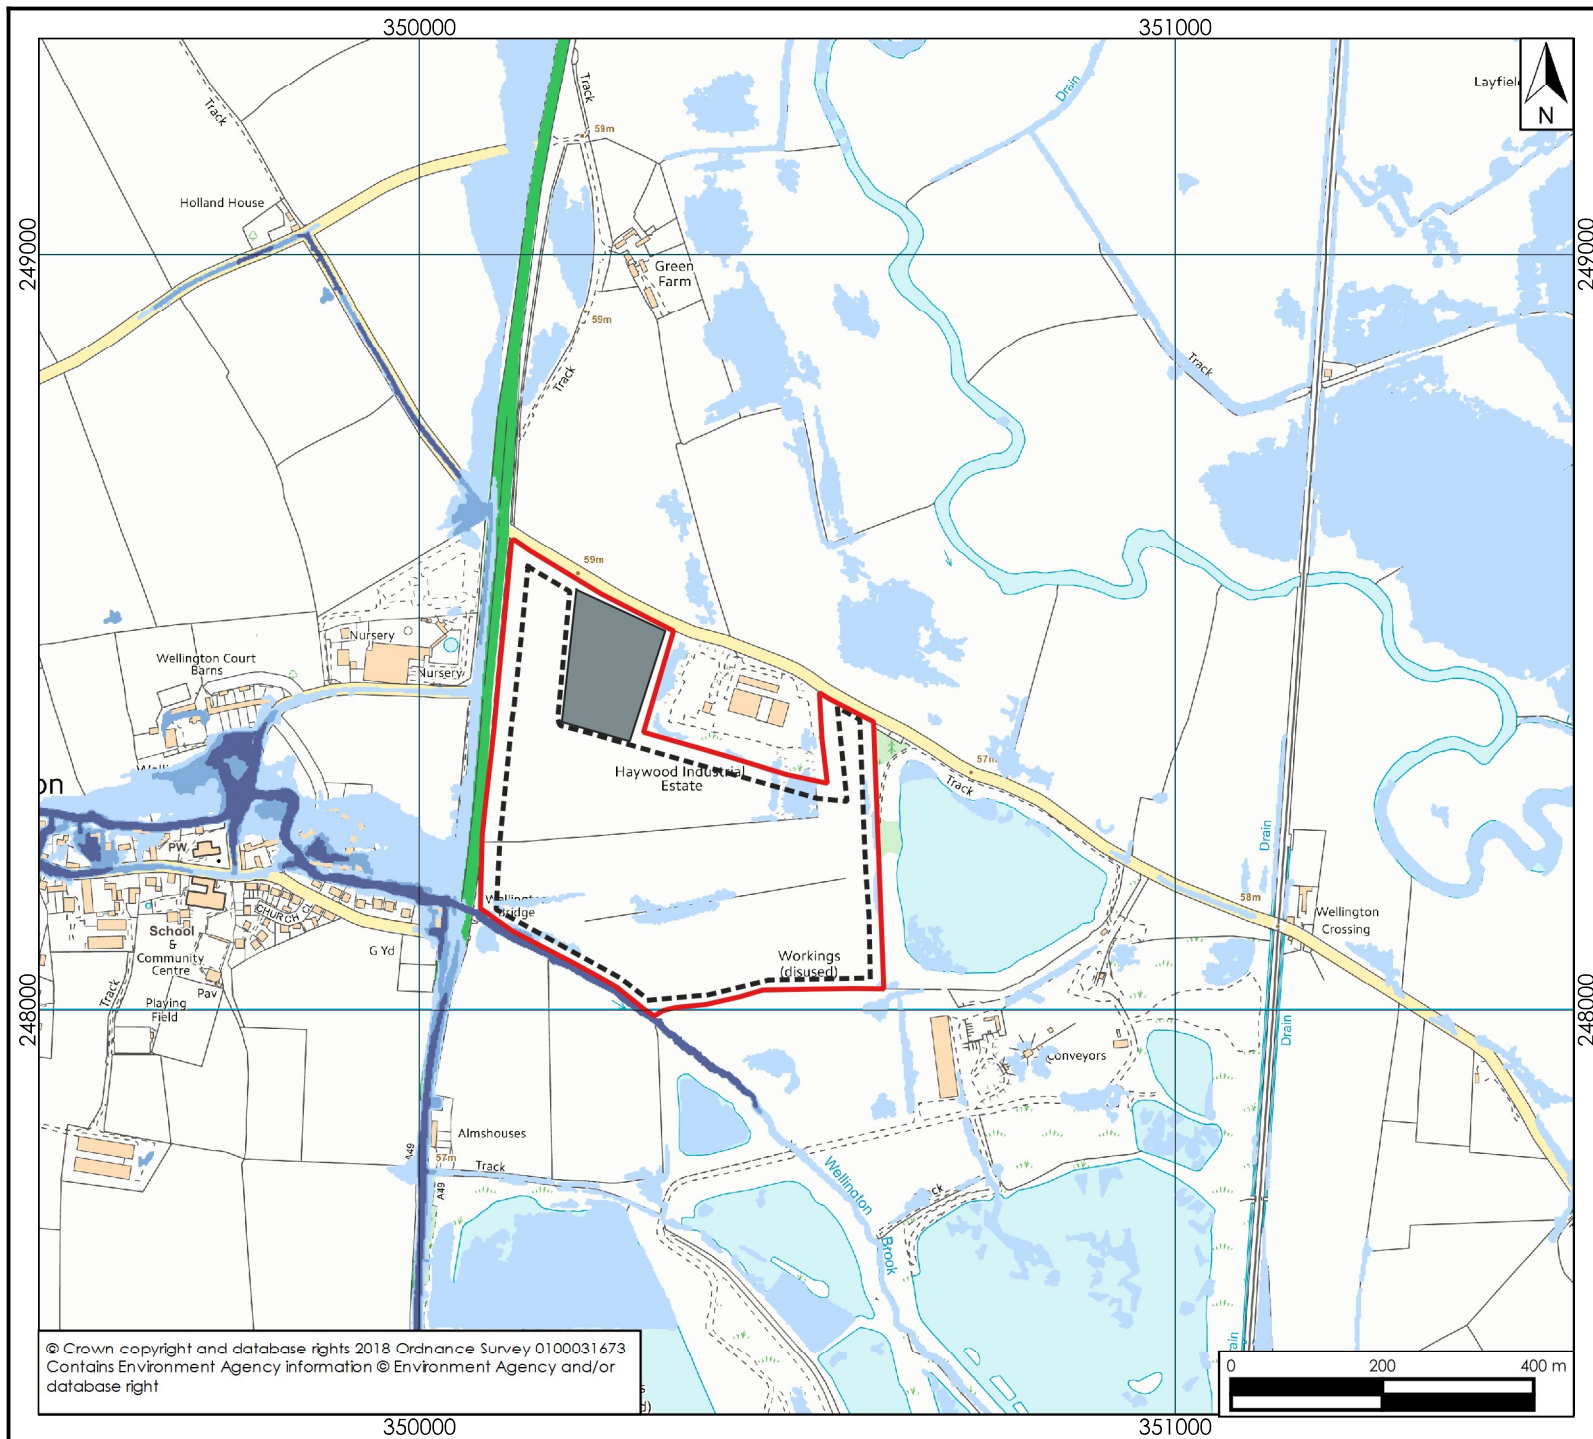 350000
351000
249000
249000
248000
248000
350000
351000
N
Track
Track
59m
Drain
Layfiel
Holland House
Green
Farm
59m
Track
Track
59m
Nursery
Nursery
Wellington Court
Barns
Haywood Industrial
Estate
57m
Track
on
PW
CHURCH
School
&
Community
Centre
Pav
Playing
Field
Track
G Yd
Wellington
Bridge
Workings
(disused)
Drain
58m
Wellington
Crossing
Drain
Conveyors
Almshouses
A49
57m
Track
A49
Wellington
Brook
© Crown copyright and database rights 2018 Ordnance Survey 0100031673
Contains Environment Agency information © Environment Agency and/or
database right
0 200 400 m